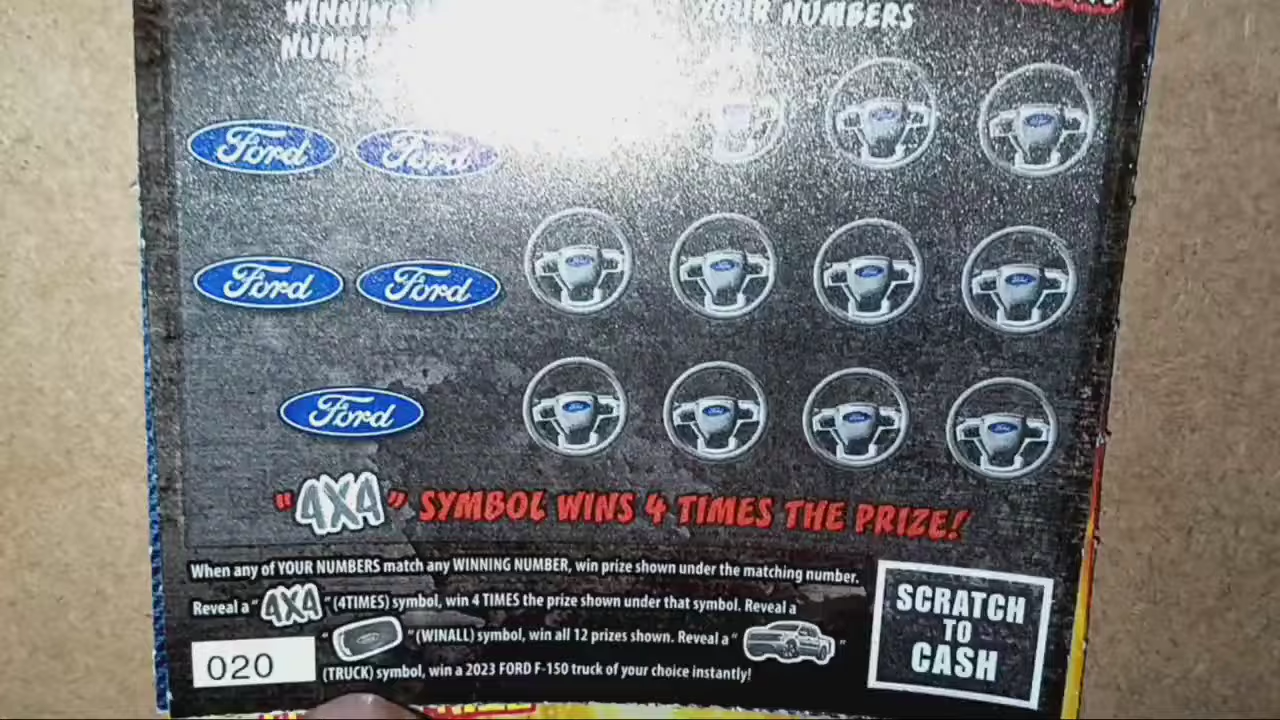 WINNING YOUR NUMBERS
Ford Ford
Ford Ford
Ford
"4X4" SYMBOL WINS 4 TIMES THE PRIZE!
When any of YOUR NUMBERS match any WINNING NUMBER, win prize shown under the matching number.
Reveal a "4X4" (4TIMES) symbol, win 4 TIMES the prize shown under that symbol. Reveal a
" " (WINALL) symbol, win all 12 prizes shown. Reveal a " "
(TRUCK) symbol, win a 2023 FORD F-150 truck of your choice instantly!
020
SCRATCH
TO
CASH